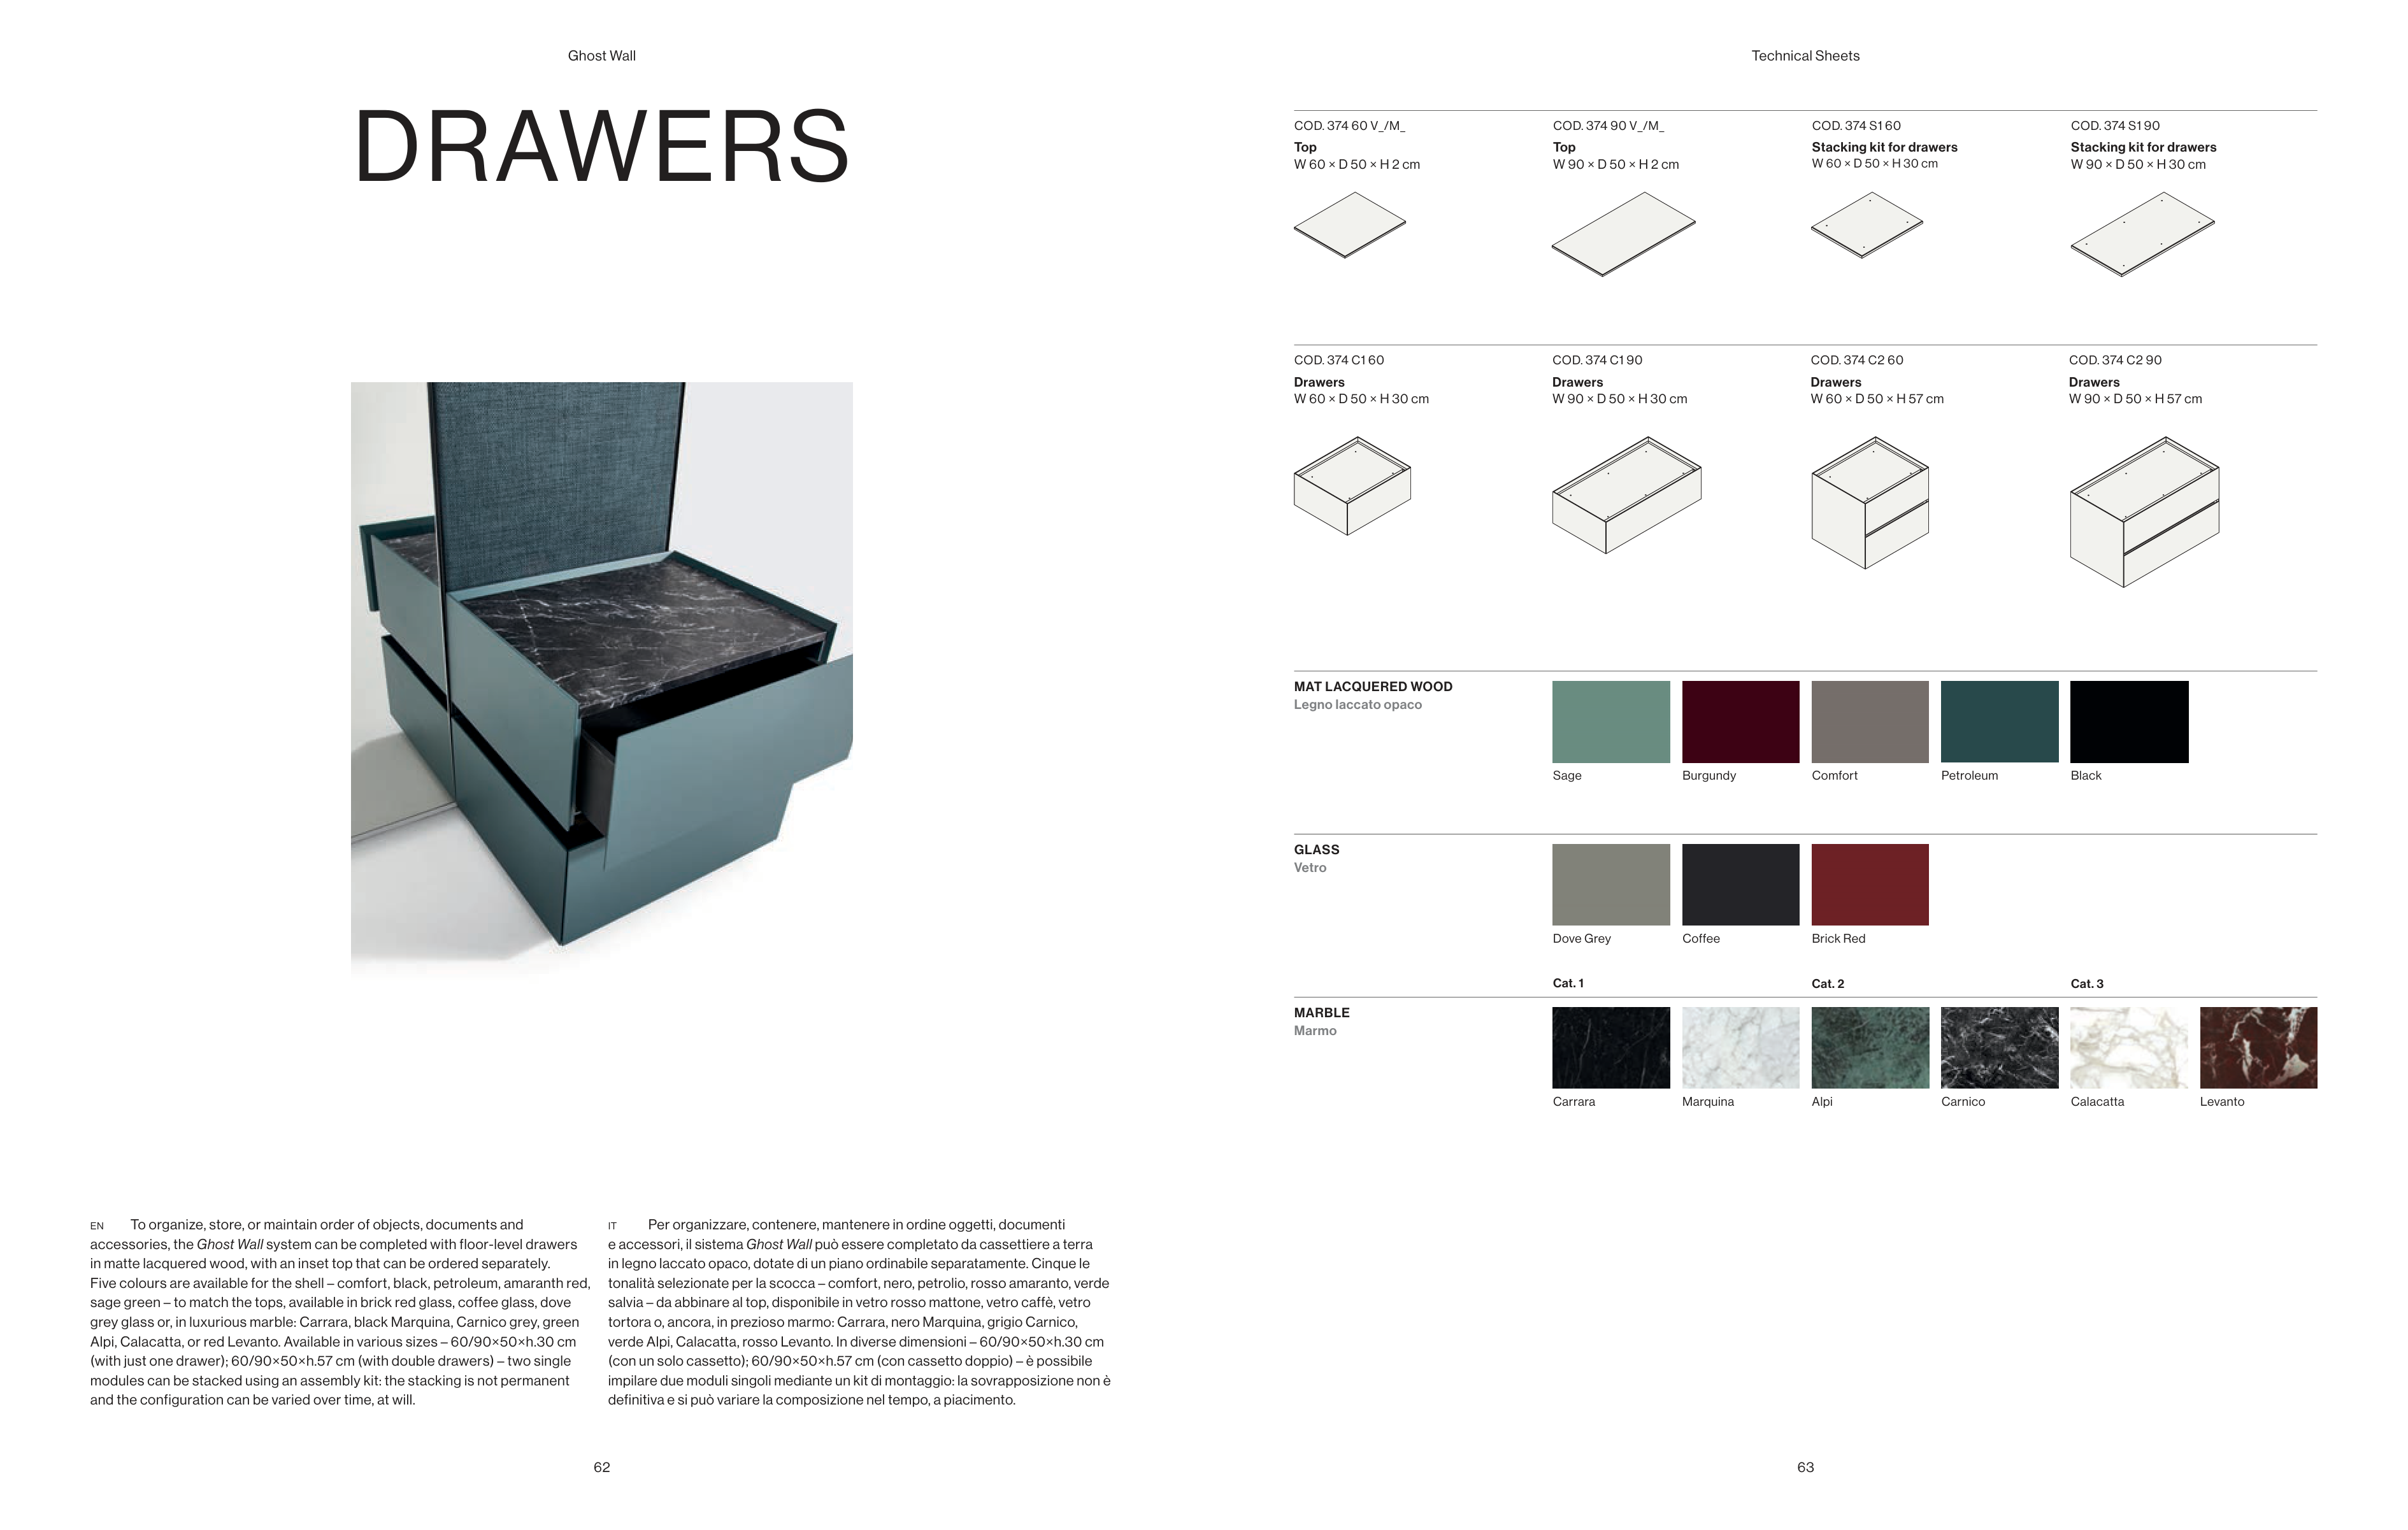 Ghost Wall
DRAWERS
EN To organize, store, or maintain order of objects, documents and
accessories, the Ghost Wall system can be completed with floor-level drawers
in matte lacquered wood, with an inset top that can be ordered separately.
Five colours are available for the shell – comfort, black, petroleum, amaranth red,
sage green – to match the tops, available in brick red glass, coffee glass, dove
grey glass or, in luxurious marble: Carrara, black Marquina, Carnico grey, green
Alpi, Calacatta, or red Levanto. Available in various sizes – 60/90×50×h.30 cm
(with just one drawer); 60/90×50×h.57 cm (with double drawers) – two single
modules can be stacked using an assembly kit: the stacking is not permanent
and the configuration can be varied over time, at will.
IT Per organizzare, contenere, mantenere in ordine oggetti, documenti
e accessori, il sistema Ghost Wall può essere completato da cassettiere a terra
in legno laccato opaco, dotate di un piano ordinabile separatamente. Cinque le
tonalità selezionate per la scocca – comfort, nero, petrolio, rosso amaranto, verde
salvia – da abbinare al top, disponibile in vetro rosso mattone, vetro caffè, vetro
tortora o, ancora, in prezioso marmo: Carrara, nero Marquina, grigio Carnico,
verde Alpi, Calacatta, rosso Levanto. In diverse dimensioni – 60/90×50×h.30 cm
(con un solo cassetto); 60/90×50×h.57 cm (con cassetto doppio) – è possibile
impilare due moduli singoli mediante un kit di montaggio: la sovrapposizione non è
definitiva e si può variare la composizione nel tempo, a piacimento.
62
Technical Sheets
COD. 374 60 V_/M_
Top
W 60 × D 50 × H 2 cm
COD. 374 90 V_/M_
Top
W 90 × D 50 × H 2 cm
COD. 374 S1 60
Stacking kit for drawers
W 60 × D 50 × H 30 cm
COD. 374 S1 90
Stacking kit for drawers
W 90 × D 50 × H 30 cm
COD. 374 C1 60
Drawers
W 60 × D 50 × H 30 cm
COD. 374 C1 90
Drawers
W 90 × D 50 × H 30 cm
COD. 374 C2 60
Drawers
W 60 × D 50 × H 57 cm
COD. 374 C2 90
Drawers
W 90 × D 50 × H 57 cm
MAT LACQUERED WOOD
Legno laccato opaco
Sage
Burgundy
Comfort
Petroleum
Black
GLASS
Vetro
Dove Grey
Coffee
Brick Red
Cat. 1
Cat. 2
Cat. 3
MARBLE
Marmo
Carrara
Marquina
Alpi
Carnico
Calacatta
Levanto
63